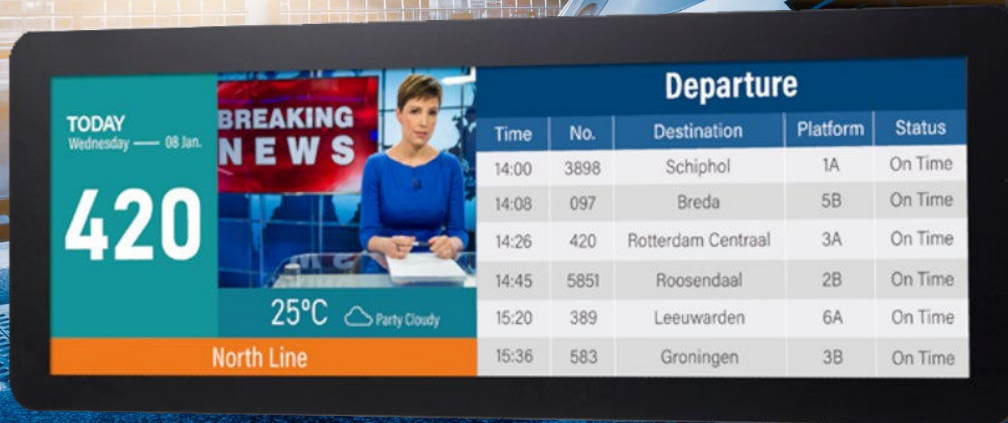 TODAY
Wednesday —— 08 Jan.
420
BREAKING
NEWS
25°C Party Cloudy
North Line
Departure
Time No. Destination Platform Status
14:00 3898 Schiphol 1A On Time
14:08 097 Breda 5B On Time
14:26 420 Rotterdam Centraal 3A On Time
14:45 5851 Roosendaal 2B On Time
15:20 389 Leeuwarden 6A On Time
15:36 583 Groningen 3B On Time